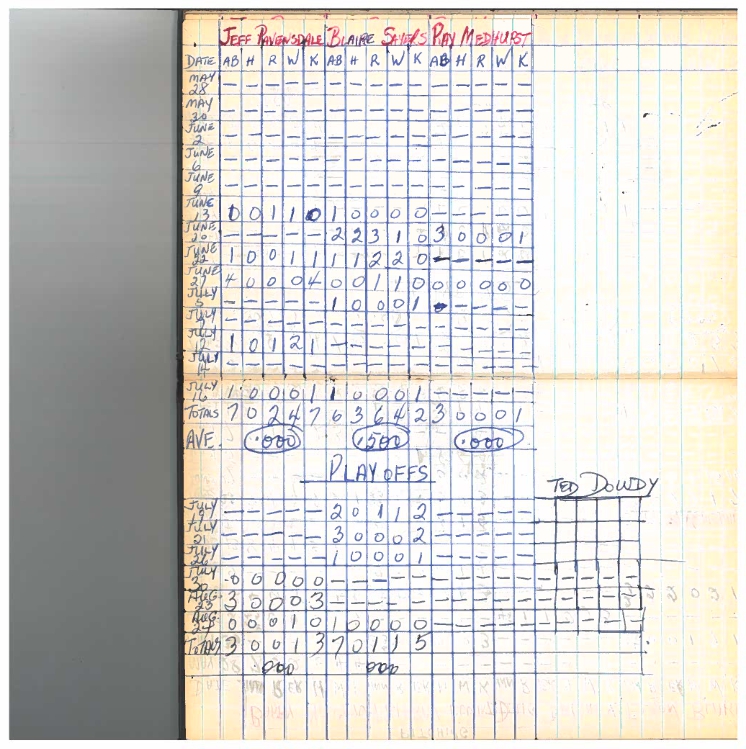 JEFF RAVENSDALE BLAIRE SAYERS RAY MEDHURST
DATE AB H R W K AB H R W K AB H R W K
MAY 28 – – – – – – – – – – – – – – –
MAY 30 – – – – – – – – – – – – – – –
JUNE 2 – – – – – – – – – – – – – – –
JUNE 6 – – – – – – – – – – – – – – –
JUNE 9 – – – – – – – – – – – – – – –
JUNE 13 0 0 1 1 0 1 0 0 0 0 – – – – –
JUNE 20 – – – – – 2 2 3 1 0 3 0 0 0 1
JUNE 22 1 0 0 1 1 1 1 2 2 0 – – – – –
JUNE 27 4 0 0 0 4 0 0 1 1 0 0 0 0 0 0
JULY 5 – – – – – 1 0 0 0 1 – – – –
JULY – – – – – – – – – – – – – – –
JULY 12 1 0 1 2 1 – – – – – – – – – –
JULY 14 – – – – – – – – – – – – – – –
JULY 16 1 0 0 0 1 1 0 0 0 1 – – – – –
TOTALS 7 0 2 4 7 6 3 6 4 2 3 0 0 0 1
AVE. .000 .500 .000
PLAYOFFS
TED DOWDY
JULY – – – – – 2 0 1 1 2 – – – – –
JULY 21 – – – – – 3 0 0 0 2 – – – – –
JULY 26 – – – – – 1 0 0 0 1 – – – – –
JULY 30 0 0 0 0 0 – – – – – – – – – – – – – – –
AUG. 23 3 0 0 0 3 – – – – – – – – – – – – – –
AUG. 27 0 0 0 1 0 1 0 0 0 0 – – – – – – – – – –
TOTALS 3 0 0 1 3 7 0 1 1 5
000 000